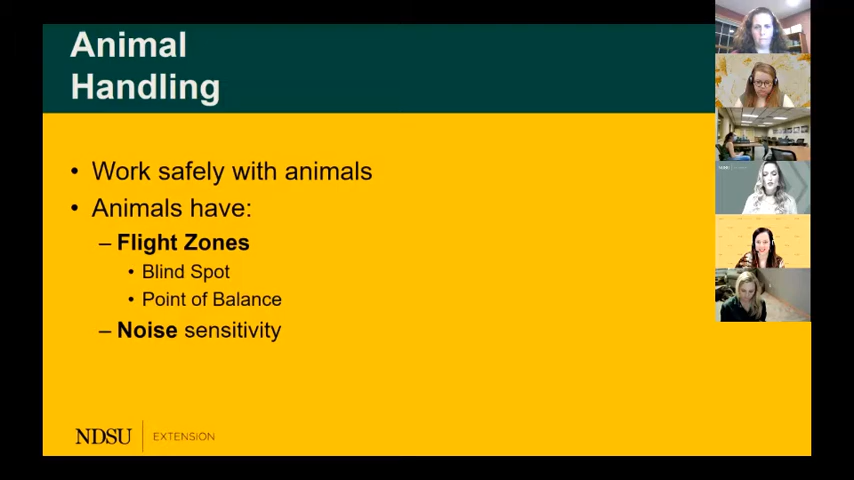 Animal
Handling
• Work safely with animals
• Animals have:
– Flight Zones
• Blind Spot
• Point of Balance
– Noise sensitivity
NDSU EXTENSION